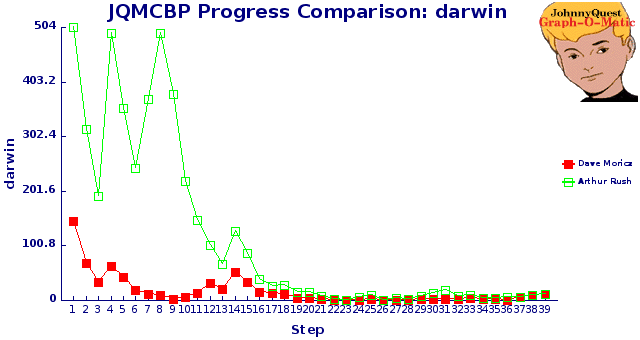 JQMCBP Progress Comparison: darwin
JohnnyQuest
Graph-O-Matic
504
403.2
302.4
201.6
100.8
0
darwin
1 2 3 4 5 6 7 8 9 10 11 12 13 14 15 16 17 18 19 20 21 22 23 24 25 26 27 28 29 30 31 32 33 34 35 36 37 38 39
Step
Dave Moricz
Arthur Rush